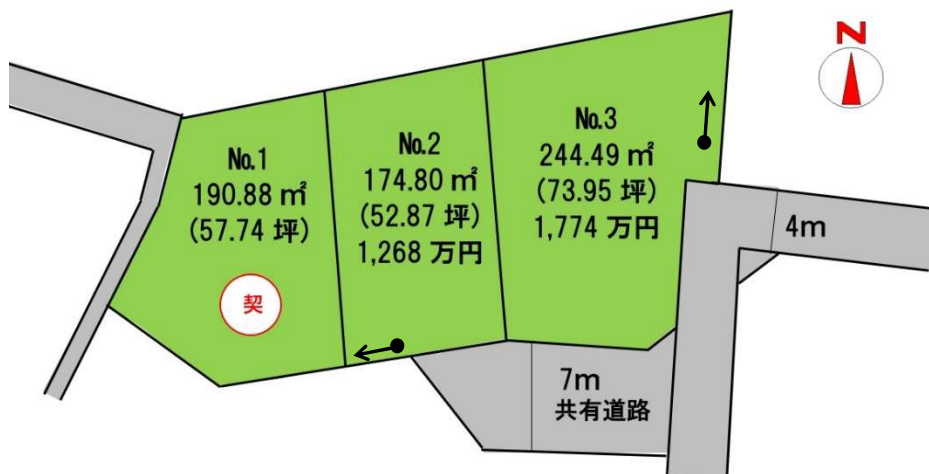 N
No.1
190.88 ㎡
(57.74 坪)
契
No.2
174.80 ㎡
(52.87 坪)
1,268 万円
No.3
244.49 ㎡
(73.95 坪)
1,774 万円
4m
7m
共有道路